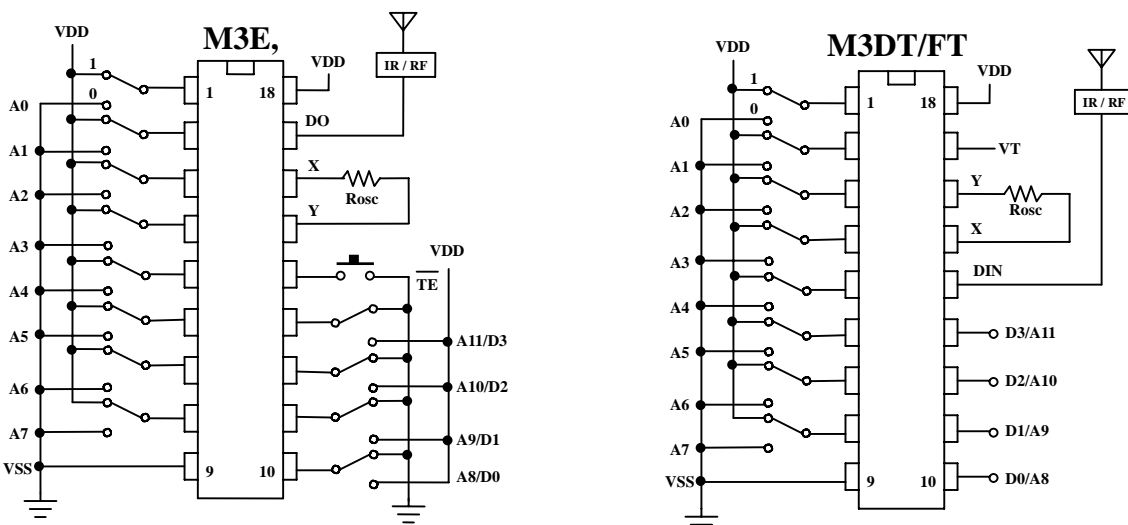 VDD
M3E,
IR / RF
VDD
1
1
18
0
A0
DO
A1
X
Rosc
A2
Y
A3
VDD
TE
A4
A5
A11/D3
A10/D2
A6
A9/D1
A7
VSS
9
10
A8/D0
VDD
M3DT/FT
VDD
1
1
18
IR / RF
0
A0
VT
A1
Y
Rosc
A2
X
A3
DIN
A4
D3/A11
A5
D2/A10
A6
D1/A9
A7
VSS
9
10
D0/A8